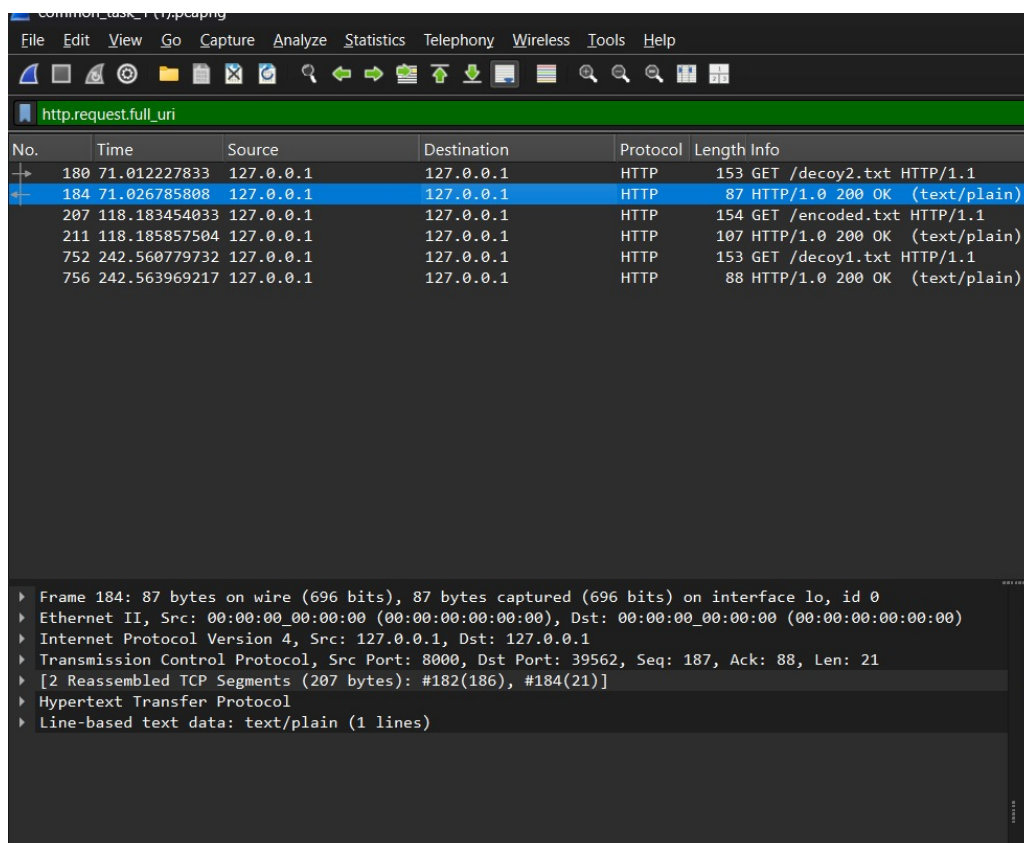 common_task_1 (1).pcapng
File Edit View Go Capture Analyze Statistics Telephony Wireless Tools Help
http.request.full_uri
No. Time Source Destination Protocol Length Info
180 71.012227833 127.0.0.1 127.0.0.1 HTTP 153 GET /decoy2.txt HTTP/1.1
184 71.026785808 127.0.0.1 127.0.0.1 HTTP 87 HTTP/1.0 200 OK (text/plain)
207 118.183454033 127.0.0.1 127.0.0.1 HTTP 154 GET /encoded.txt HTTP/1.1
211 118.185857504 127.0.0.1 127.0.0.1 HTTP 107 HTTP/1.0 200 OK (text/plain)
752 242.560779732 127.0.0.1 127.0.0.1 HTTP 153 GET /decoy1.txt HTTP/1.1
756 242.563969217 127.0.0.1 127.0.0.1 HTTP 88 HTTP/1.0 200 OK (text/plain)
Frame 184: 87 bytes on wire (696 bits), 87 bytes captured (696 bits) on interface lo, id 0
Ethernet II, Src: 00:00:00_00:00:00 (00:00:00:00:00:00), Dst: 00:00:00_00:00:00 (00:00:00:00:00:00)
Internet Protocol Version 4, Src: 127.0.0.1, Dst: 127.0.0.1
Transmission Control Protocol, Src Port: 8000, Dst Port: 39562, Seq: 187, Ack: 88, Len: 21
[2 Reassembled TCP Segments (207 bytes): #182(186), #184(21)]
Hypertext Transfer Protocol
Line-based text data: text/plain (1 lines)